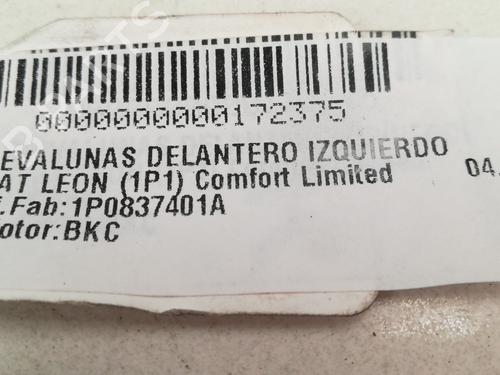 0000000000172375
EVALUNAS DELANTERO IZQUIERDO
AT LEON (1P1) Comfort Limited 04.
f.Fab:1P0837401A
otor:BKC